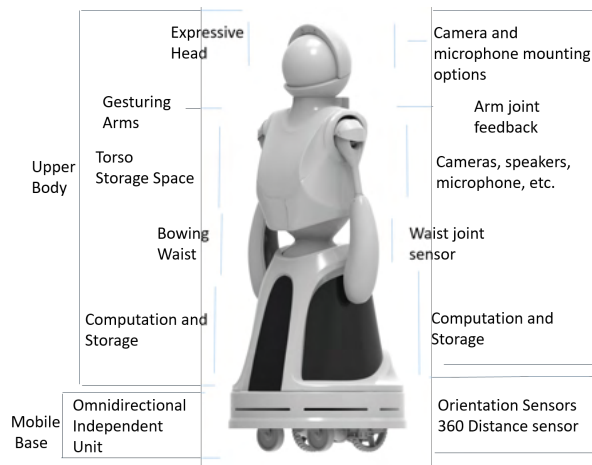 Expressive
Head
Camera and
microphone mounting
options
Gesturing
Arms
Arm joint
feedback
Upper
Body
Torso
Storage Space
Cameras, speakers,
microphone, etc.
Bowing
Waist
Waist joint
sensor
Computation and
Storage
Computation and
Storage
Mobile
Base
Omnidirectional
Independent
Unit
Orientation Sensors
360 Distance sensor